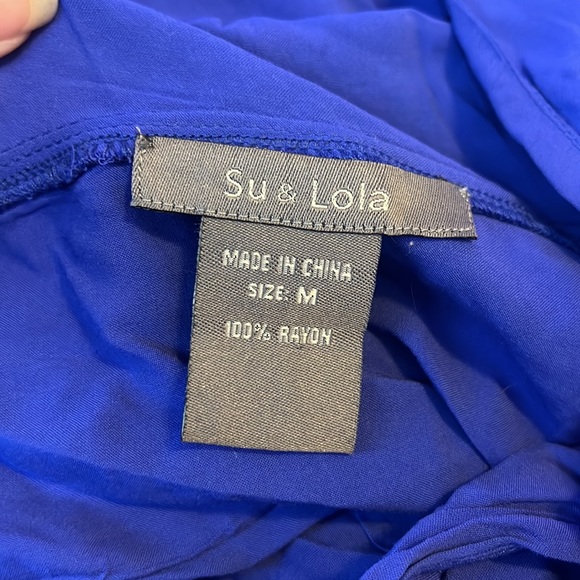 Su & Lola
MADE IN CHINA
SIZE: M
100% RAYON